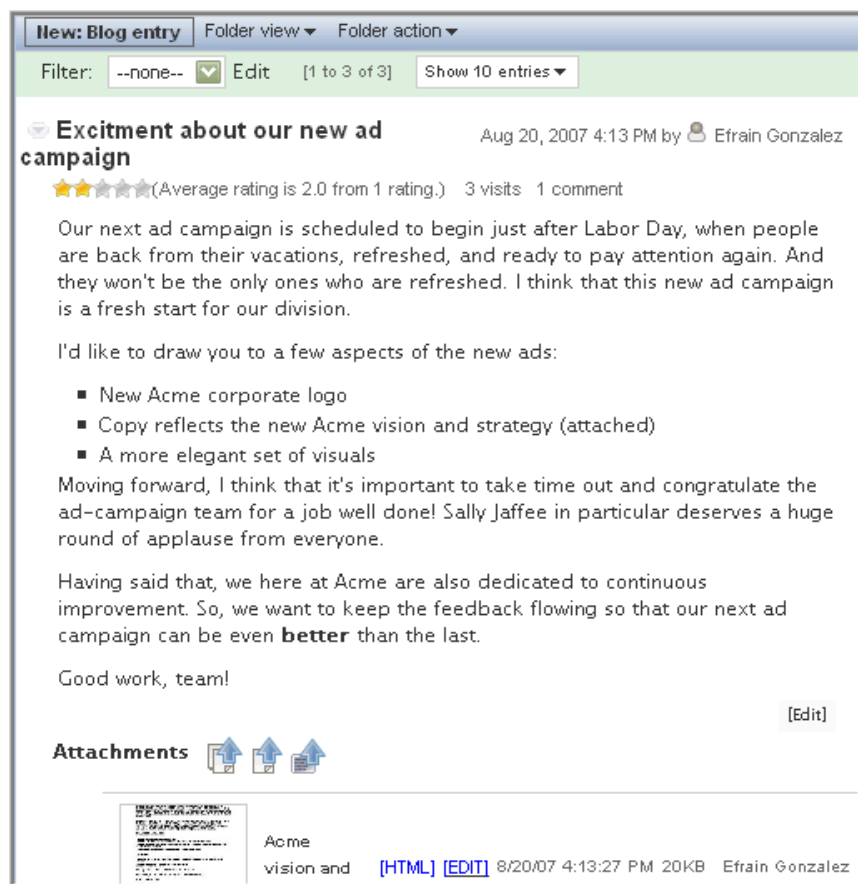 New: Blog entry Folder view Folder action
Filter: --none-- Edit [1 to 3 of 3] Show 10 entries
Excitment about our new ad
campaign
Aug 20, 2007 4:13 PM by Efrain Gonzalez
(Average rating is 2.0 from 1 rating.) 3 visits 1 comment
Our next ad campaign is scheduled to begin just after Labor Day, when people
are back from their vacations, refreshed, and ready to pay attention again. And
they won't be the only ones who are refreshed. I think that this new ad campaign
is a fresh start for our division.
I'd like to draw you to a few aspects of the new ads:
■ New Acme corporate logo
■ Copy reflects the new Acme vision and strategy (attached)
■ A more elegant set of visuals
Moving forward, I think that it's important to take time out and congratulate the
ad-campaign team for a job well done! Sally Jaffee in particular deserves a huge
round of applause from everyone.
Having said that, we here at Acme are also dedicated to continuous
improvement. So, we want to keep the feedback flowing so that our next ad
campaign can be even better than the last.
Good work, team!
[Edit]
Attachments
Acme
vision and [HTML] [EDIT] 8/20/07 4:13:27 PM 20KB Efrain Gonzalez